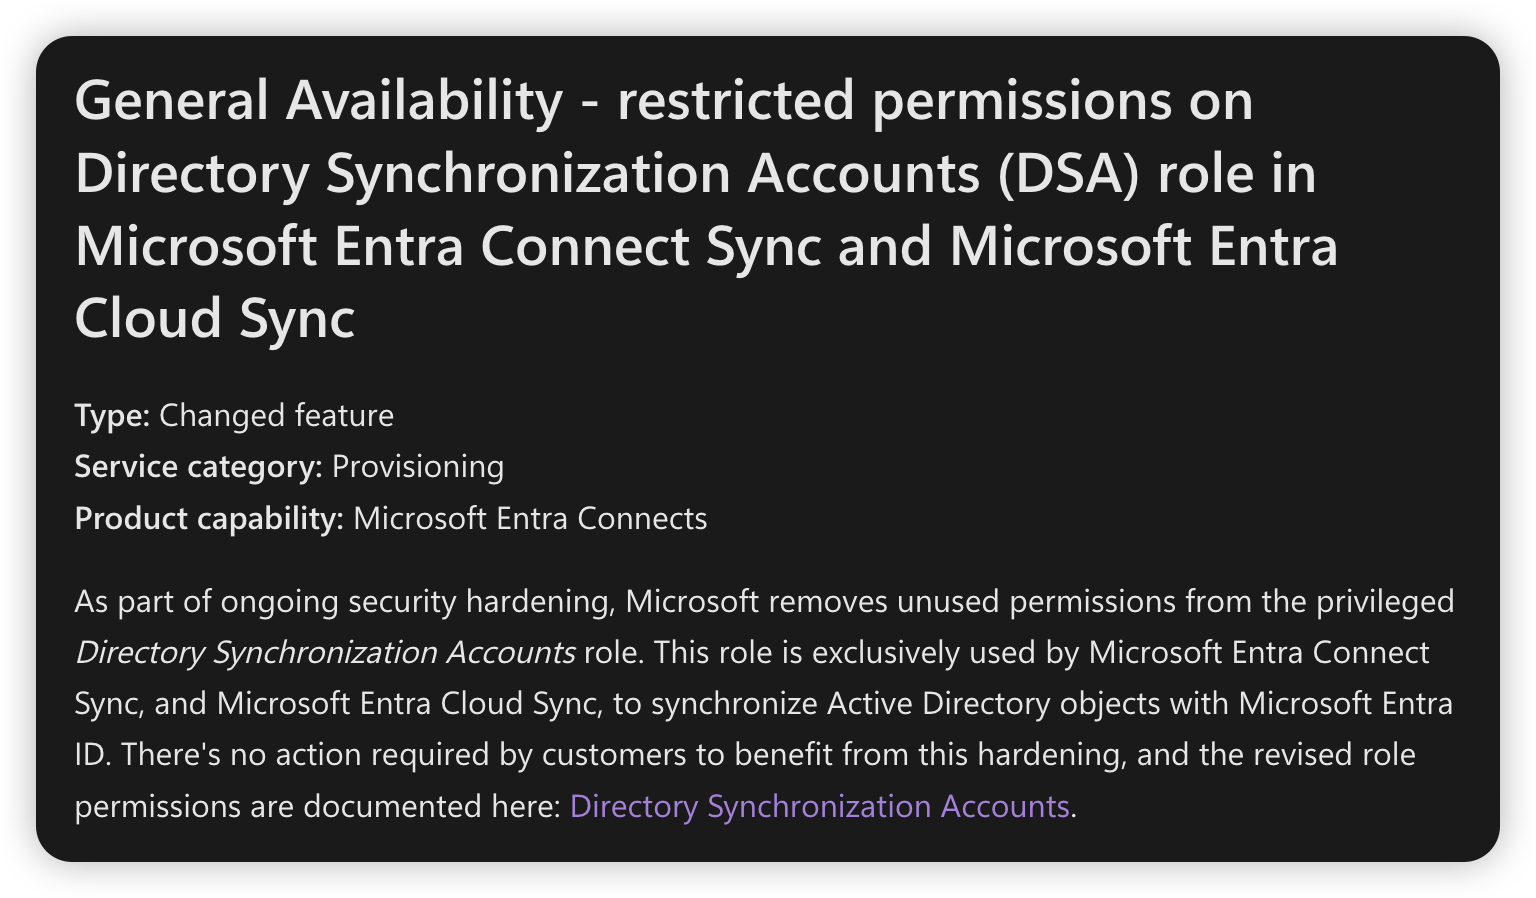 General Availability - restricted permissions on
Directory Synchronization Accounts (DSA) role in
Microsoft Entra Connect Sync and Microsoft Entra
Cloud Sync
Type: Changed feature
Service category: Provisioning
Product capability: Microsoft Entra Connects
As part of ongoing security hardening, Microsoft removes unused permissions from the privileged
Directory Synchronization Accounts role. This role is exclusively used by Microsoft Entra Connect
Sync, and Microsoft Entra Cloud Sync, to synchronize Active Directory objects with Microsoft Entra
ID. There's no action required by customers to benefit from this hardening, and the revised role
permissions are documented here: Directory Synchronization Accounts.